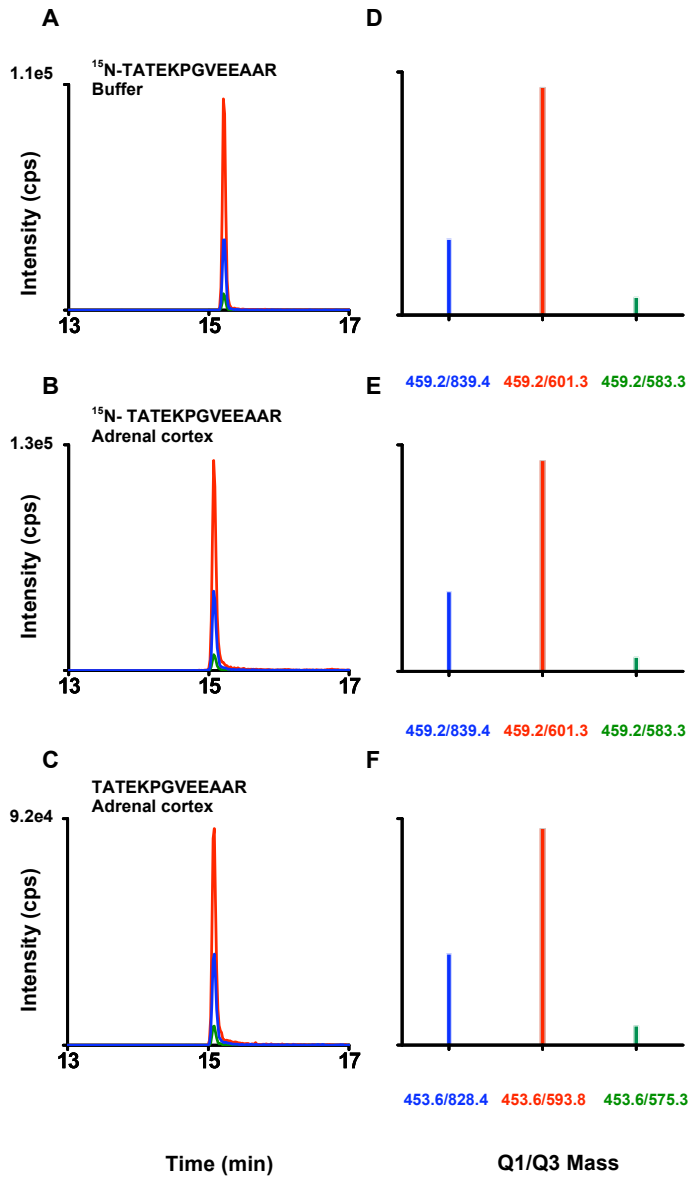 A
D
¹⁵N-TATEKPGVEEAAR
Buffer
1.1e5
Intensity (cps)
13 15 17
459.2/839.4 459.2/601.3 459.2/583.3
B
E
¹⁵N- TATEKPGVEEAAR
Adrenal cortex
1.3e5
Intensity (cps)
13 15 17
459.2/839.4 459.2/601.3 459.2/583.3
C
F
TATEKPGVEEAAR
Adrenal cortex
9.2e4
Intensity (cps)
13 15 17
453.6/828.4 453.6/593.8 453.6/575.3
Time (min)
Q1/Q3 Mass